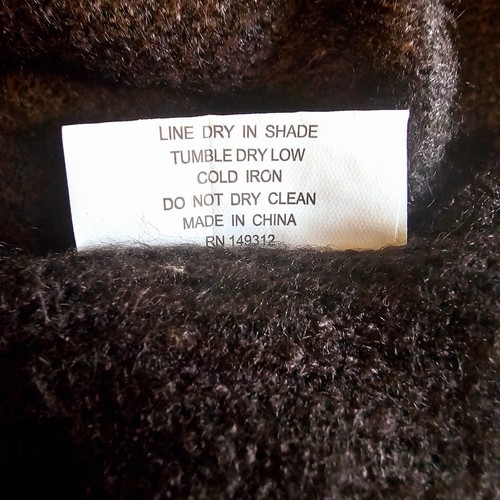 LINE DRY IN SHADE
TUMBLE DRY LOW
COLD IRON
DO NOT DRY CLEAN
MADE IN CHINA
RN 149312